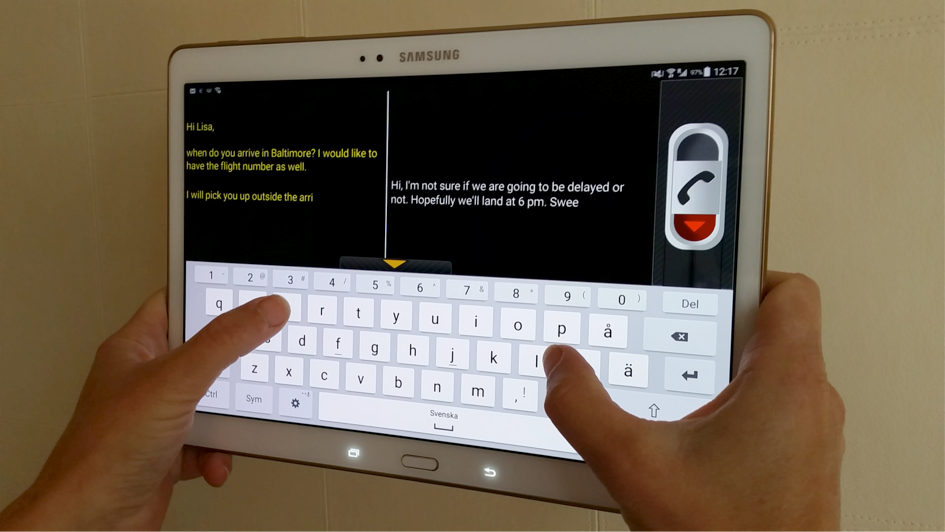 SAMSUNG
97% 12:17
Hi Lisa,
when do you arrive in Baltimore? I would like to
have the flight number as well.
I will pick you up outside the arri
Hi, I'm not sure if we are going to be delayed or
not. Hopefully we'll land at 6 pm. Swee
1 - 2 @ 3 # 4 / 5 % 6 7 & 8 9 ( 0 ) Del
q r t y u i o p å
d f g h j k l ä
z x c v b n m , !
Ctrl Sym Svenska